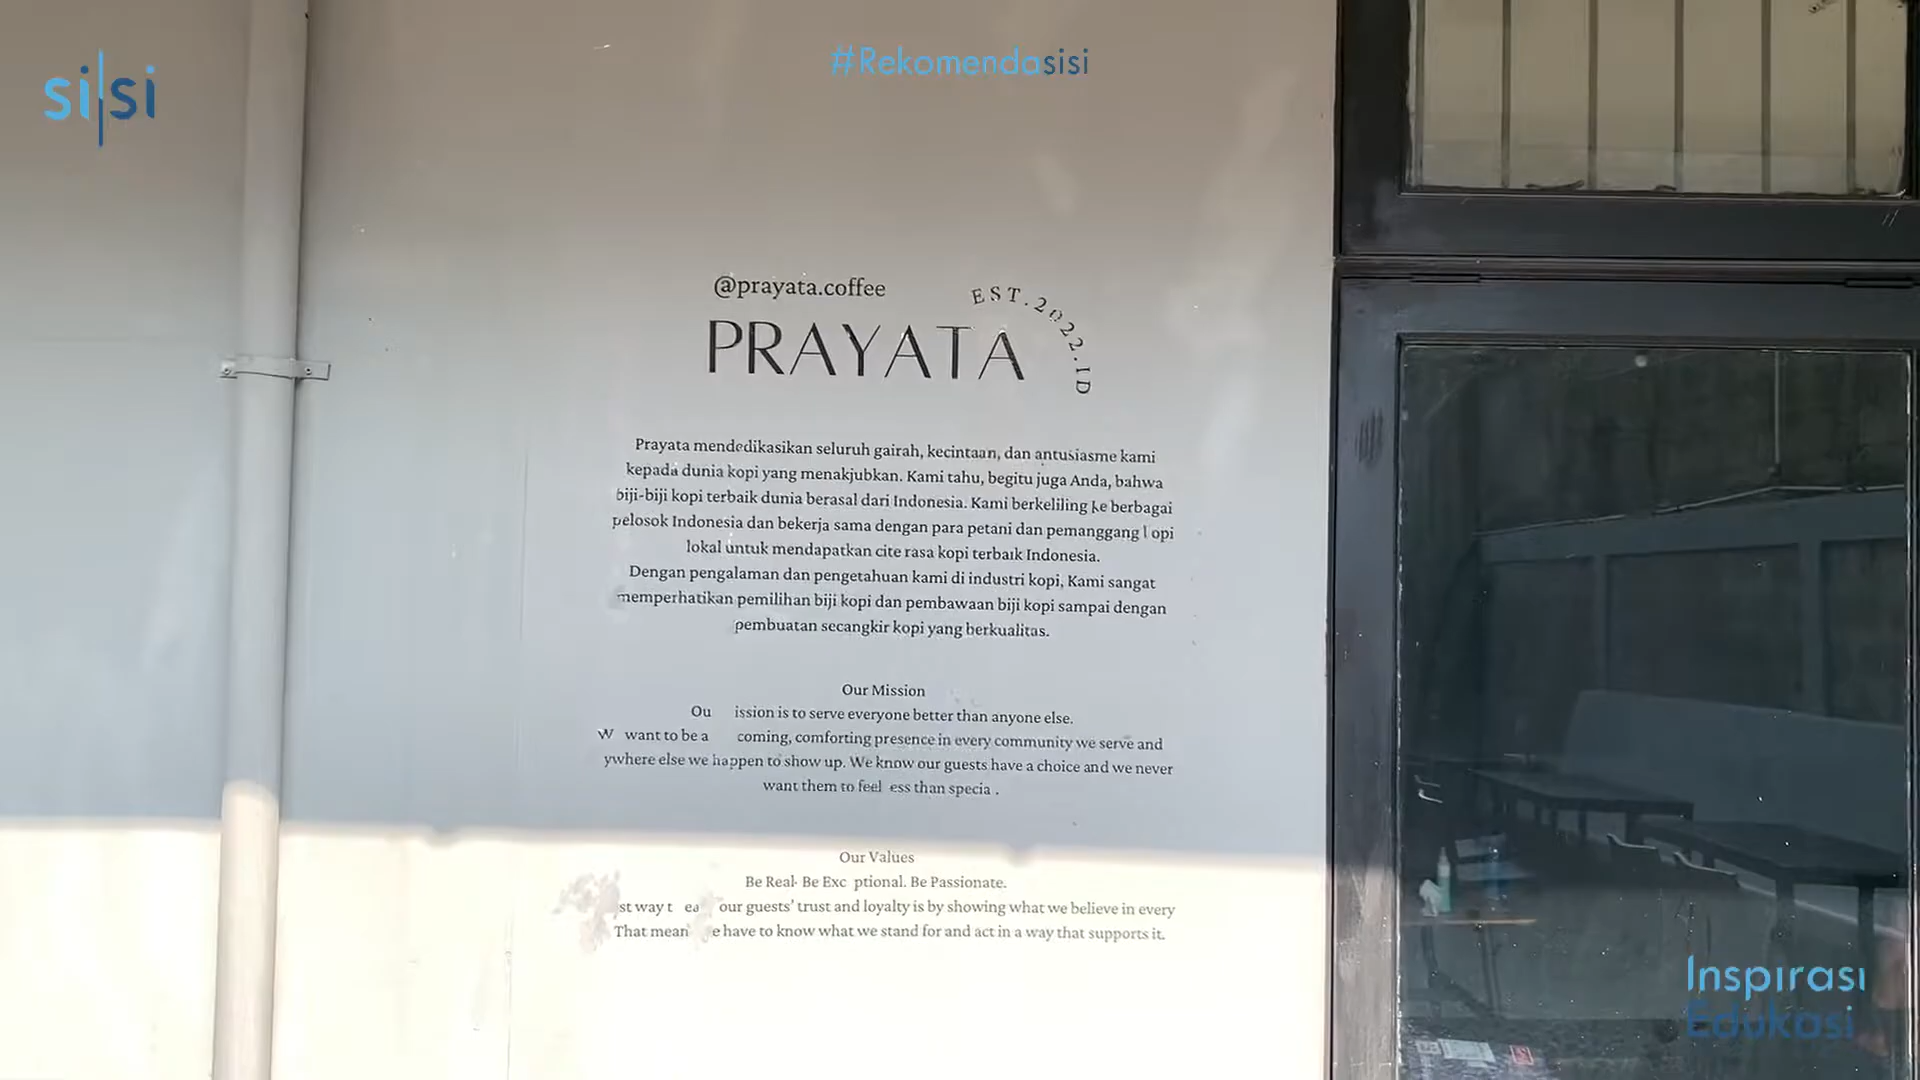 si|si
#Rekomendasisi
@prayata.coffee
EST.2022.ID
PRAYATA
Prayata mendedikasikan seluruh gairah, kecintaan, dan antusiasme kami
kepada dunia kopi yang menakjubkan. Kami tahu, begitu juga Anda, bahwa
biji-biji kopi terbaik dunia berasal dari Indonesia. Kami berkeliling ke berbagai
pelosok Indonesia dan bekerja sama dengan para petani dan pemanggang opi
lokal untuk mendapatkan cite rasa kopi terbaik Indonesia.
Dengan pengalaman dan pengetahuan kami di industri kopi, Kami sangat
memperhatikan pemilihan biji kopi dan pembawaan biji kopi sampai dengan
pembuatan secangkir kopi yang berkualitas.
Our Mission
Ou ission is to serve everyone better than anyone else.
W want to be a coming, comforting presence in every community we serve and
ywhere else we happen to show up. We know our guests have a choice and we never
want them to feel ess than specia .
Our Values
Be Real. Be Exc ptional. Be Passionate.
st way t ea our guests' trust and loyalty is by showing what we believe in every
That mean e have to know what we stand for and act in a way that supports it.
Inspirasi
Edukasi